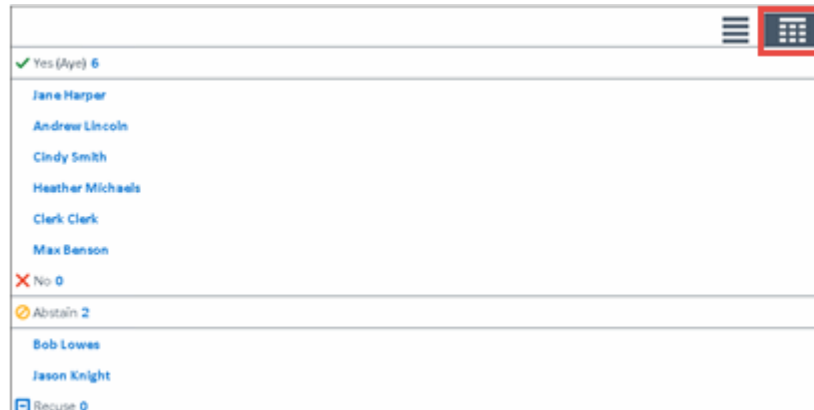 Yes (Aye) 6
Jane Harper
Andrew Lincoln
Cindy Smith
Heather Michaels
Clerk Clerk
Max Benson
No 0
Abstain 2
Bob Lowes
Jason Knight
Recuse 0